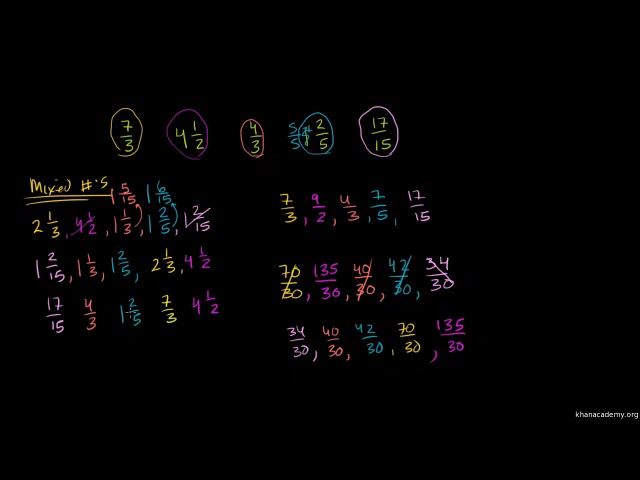 7/3 4 1/2 4/3 5/5 1 2/5 17/15
Mixed #'s 1 5/15 1 6/15
2 1/3, 4 1/2, 1 1/3, 1 2/5, 1 2/15
7/3, 9/2, 4/3, 7/5, 17/15
1 2/15, 1 1/3, 1 2/5, 2 1/3, 4 1/2
70/30, 135/30, 40/30, 42/30, 34/30
17/15 4/3 1 2/5 7/3 4 1/2
34/30, 40/30, 42/30, 70/30, 135/30
khanacademy.org